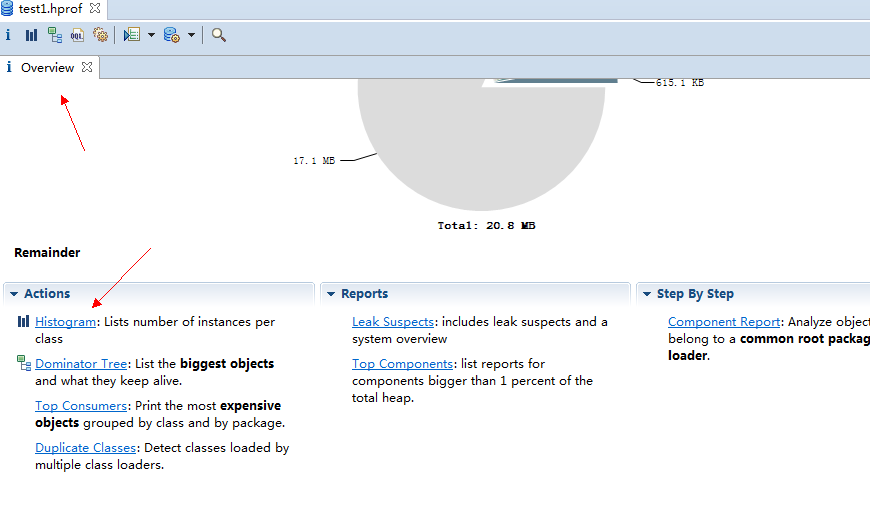 test1.hprof
i
OQL
i Overview
615.1 KB
17.1 MB
Total: 20.8 MB
Remainder
Actions
Histogram: Lists number of instances per
class
Dominator Tree: List the biggest objects
and what they keep alive.
Top Consumers: Print the most expensive
objects grouped by class and by package.
Duplicate Classes: Detect classes loaded by
multiple class loaders.
Reports
Leak Suspects: includes leak suspects and a
system overview
Top Components: list reports for
components bigger than 1 percent of the
total heap.
Step By Step
Component Report: Analyze object
belong to a common root packag
loader.